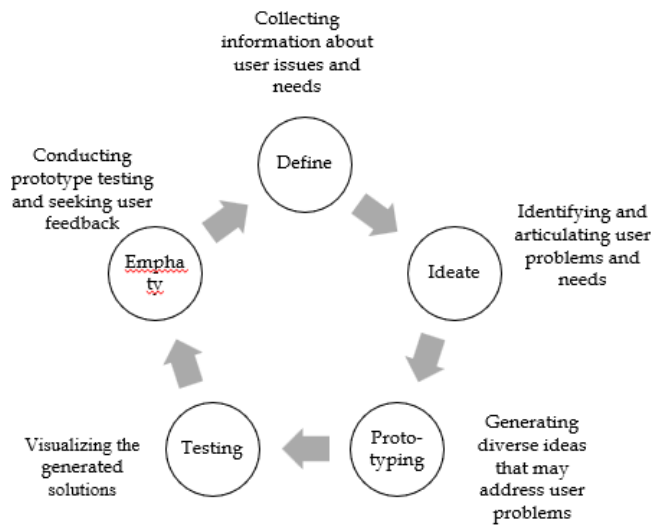 Collecting
information about
user issues and
needs
Define
Conducting
prototype testing
and seeking user
feedback
Empha
ty
Identifying and
articulating user
problems and
needs
Ideate
Generating
diverse ideas
that may
address user
problems
Proto-
typing
Testing
Visualizing the
generated
solutions